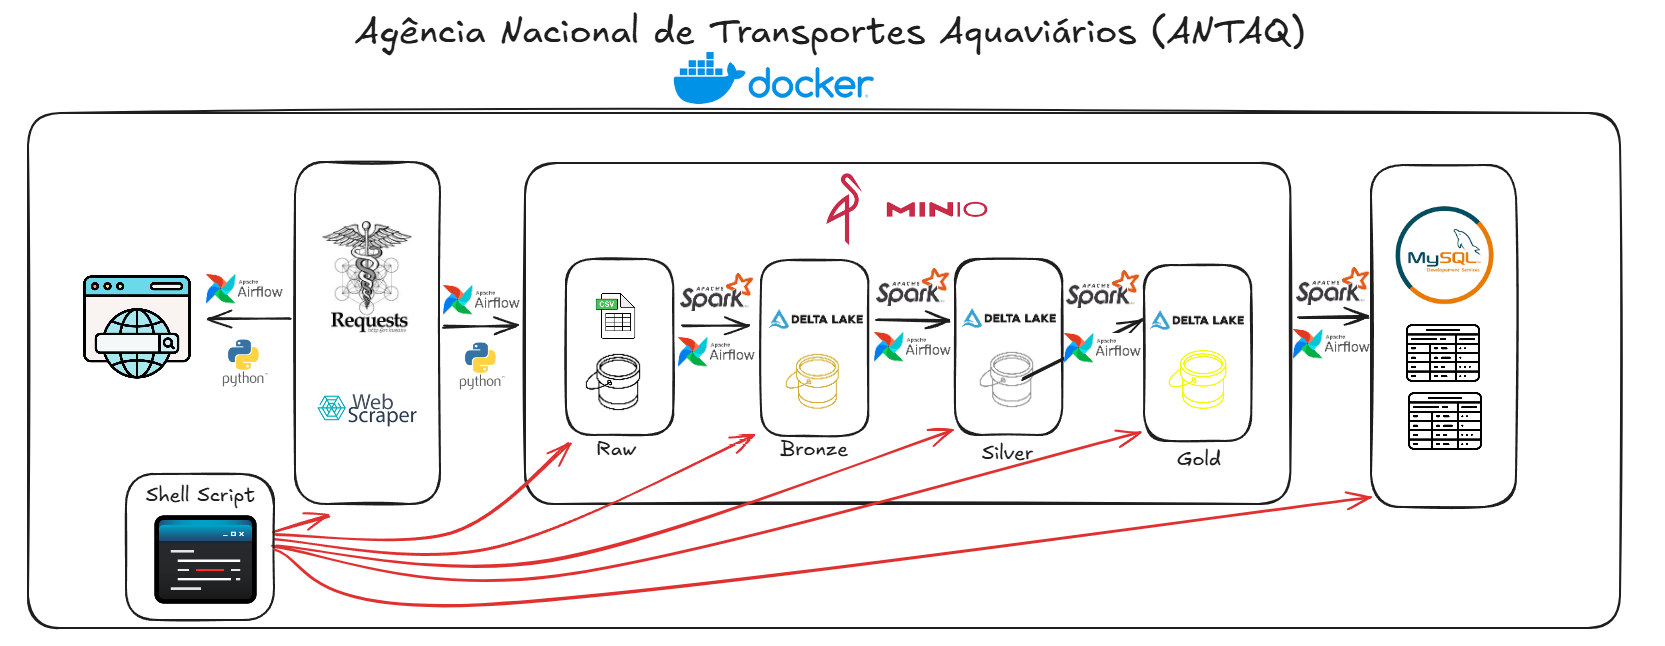 Agência Nacional de Transportes Aquaviários (ANTAQ)
docker
MINIO
Requests
http for humans
Web
Scraper
Apache
Airflow
python
Apache
Airflow
python
CSV
Raw
APACHE
Spark
Apache
Airflow
DELTA LAKE
Bronze
APACHE
Spark
Apache
Airflow
DELTA LAKE
Silver
APACHE
Spark
Apache
Airflow
DELTA LAKE
Gold
APACHE
Spark
Apache
Airflow
MySQL
Development Services
Shell Script